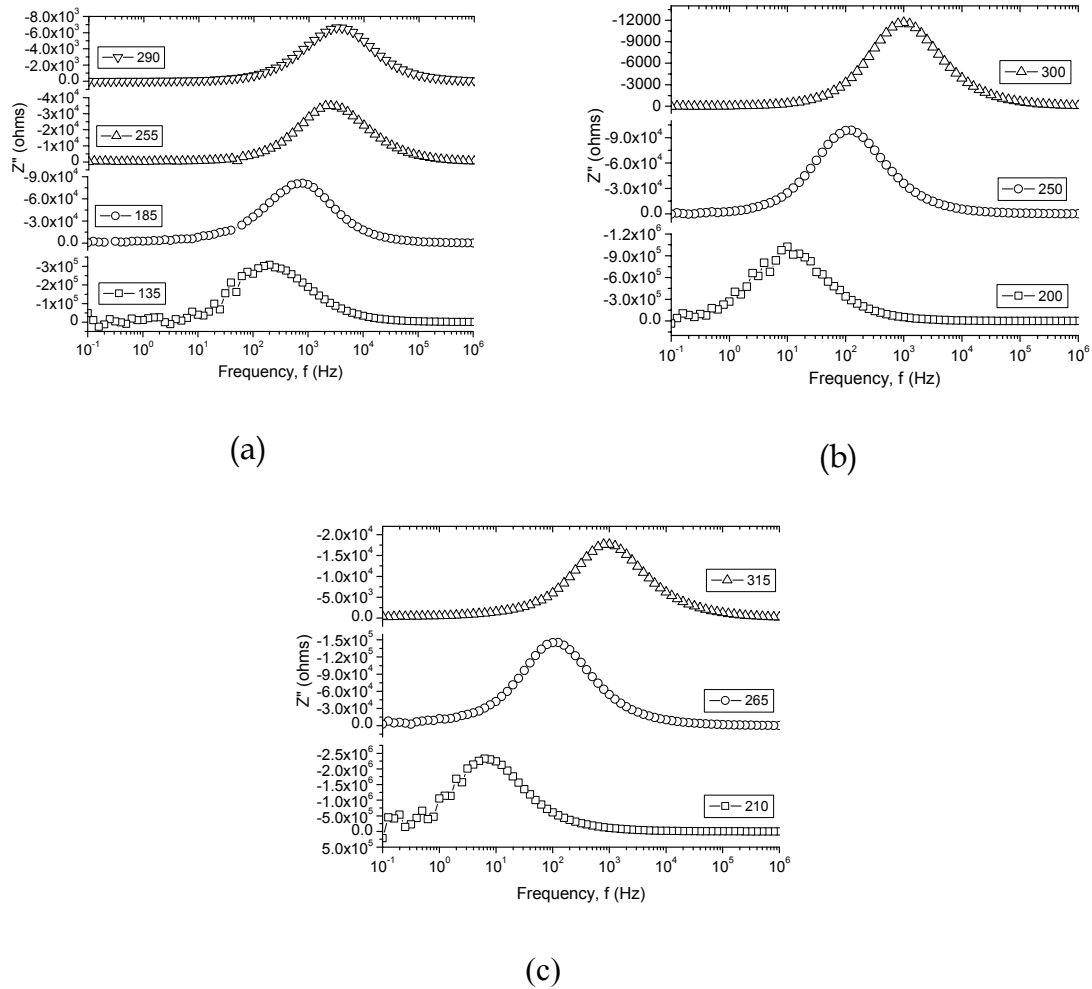 -8.0x10³
-6.0x10³
-4.0x10³
-2.0x10³
0.0
290
-4x10⁴
-3x10⁴
-2x10⁴
-1x10⁴
0
255
-9.0x10⁴
-6.0x10⁴
-3.0x10⁴
0.0
185
-3x10⁵
-2x10⁵
-1x10⁵
0
135
Z'' (ohms)
10⁻¹ 10⁰ 10¹ 10² 10³ 10⁴ 10⁵ 10⁶
Frequency, f (Hz)
(a)
-12000
-9000
-6000
-3000
0
300
-9.0x10⁴
-6.0x10⁴
-3.0x10⁴
0.0
250
-1.2x10⁶
-9.0x10⁵
-6.0x10⁵
-3.0x10⁵
0.0
200
Z'' (ohms)
10⁻¹ 10⁰ 10¹ 10² 10³ 10⁴ 10⁵ 10⁶
Frequency, f (Hz)
(b)
-2.0x10⁴
-1.5x10⁴
-1.0x10⁴
-5.0x10³
0.0
315
-1.5x10⁵
-1.2x10⁵
-9.0x10⁴
-6.0x10⁴
-3.0x10⁴
0.0
265
-2.5x10⁶
-2.0x10⁶
-1.5x10⁶
-1.0x10⁶
-5.0x10⁵
0.0
5.0x10⁵
210
Z'' (ohms)
10⁻¹ 10⁰ 10¹ 10² 10³ 10⁴ 10⁵ 10⁶
Frequency, f (Hz)
(c)